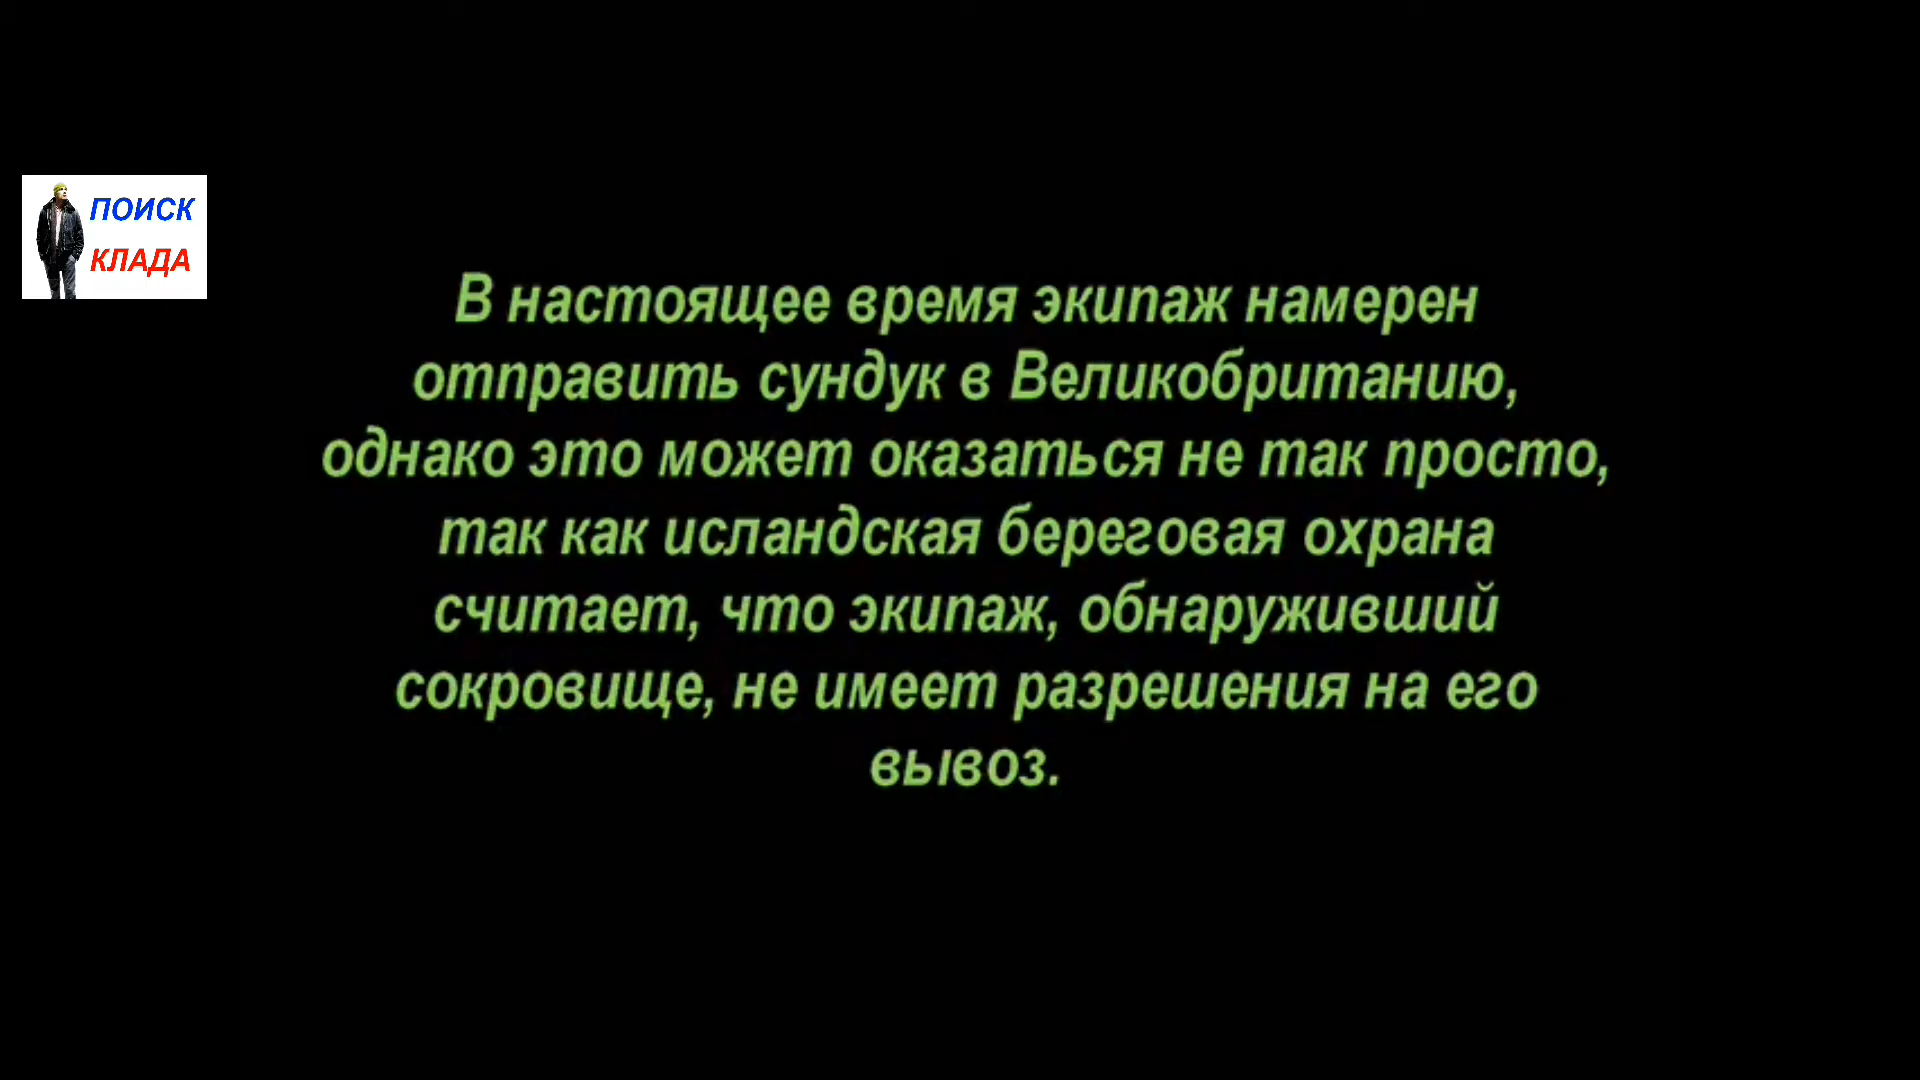 ПОИСК
КЛАДА
В настоящее время экипаж намерен
отправить сундук в Великобританию,
однако это может оказаться не так просто,
так как исландская береговая охрана
считает, что экипаж, обнаруживший
сокровище, не имеет разрешения на его
вывоз.